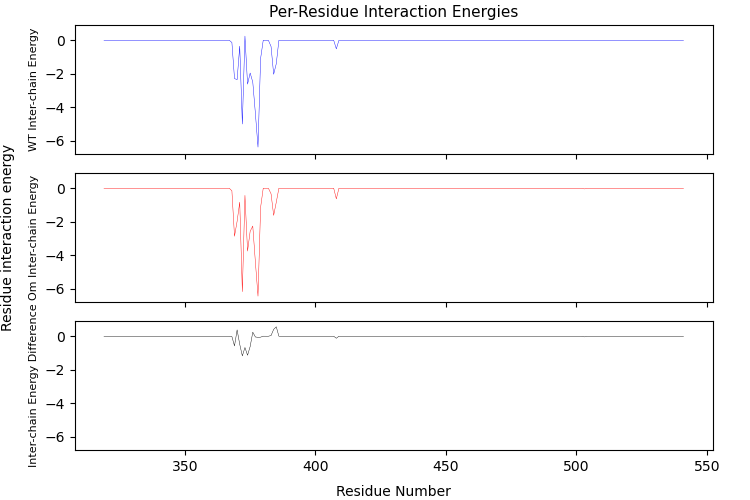 Per-Residue Interaction Energies
Residue interaction energy
WT Inter-chain Energy
0
−2
−4
−6
Om Inter-chain Energy
0
−2
−4
−6
Inter-chain Energy Difference
0
−2
−4
−6
350
400
450
500
550
Residue Number